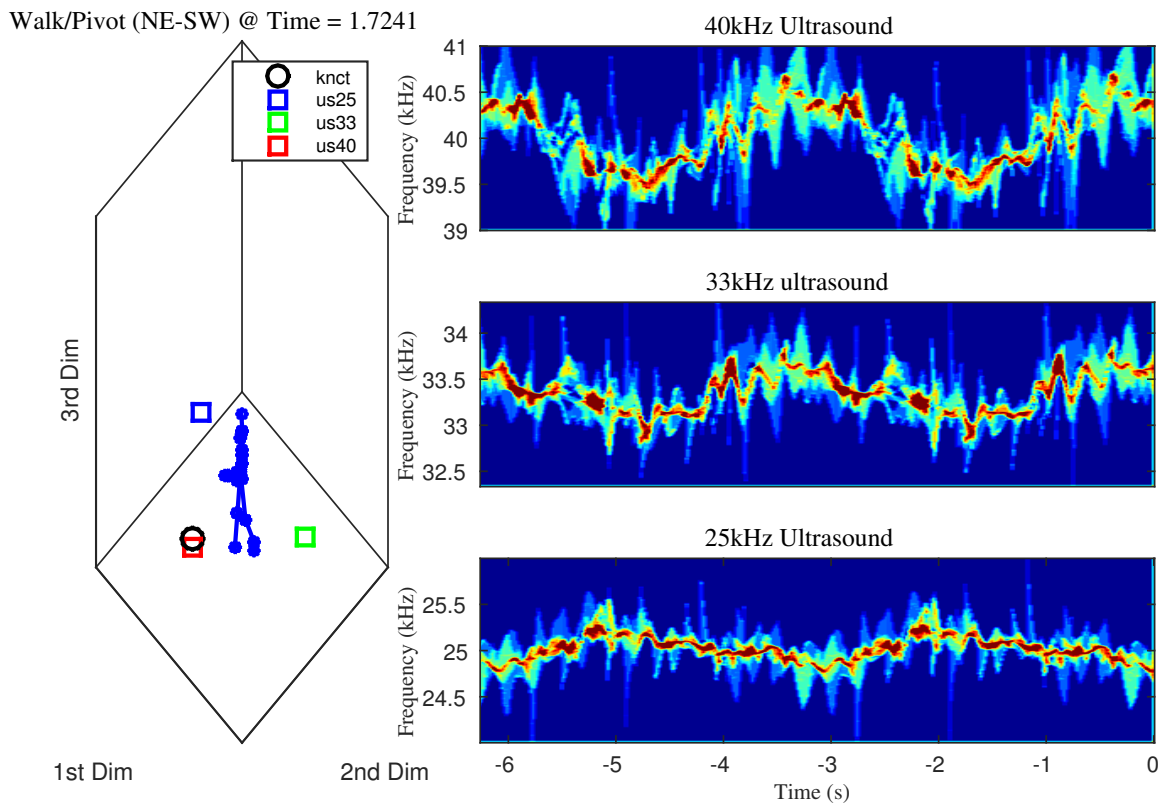 Walk/Pivot (NE-SW) @ Time = 1.7241
knct
us25
us33
us40
3rd Dim
1st Dim
2nd Dim
40kHz Ultrasound
Frequency (kHz)
41
40.5
40
39.5
39
33kHz ultrasound
Frequency (kHz)
34
33.5
33
32.5
25kHz Ultrasound
Frequency (kHz)
25.5
25
24.5
-6 -5 -4 -3 -2 -1 0
Time (s)